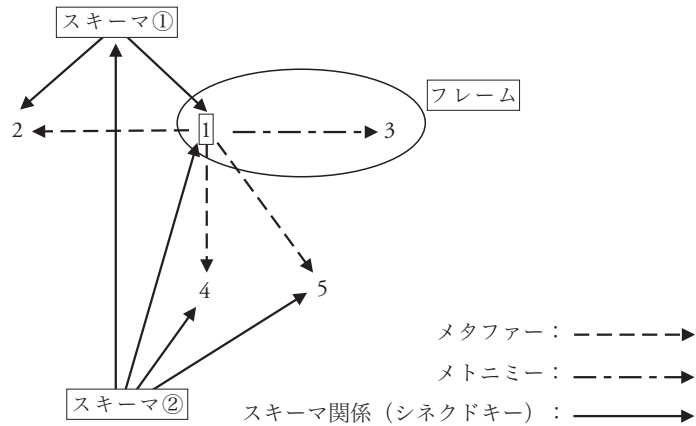 スキーマ①
フレーム
2
1
3
4
5
メタファー：
メトニミー：
スキーマ②
スキーマ関係（シネクドキー）：